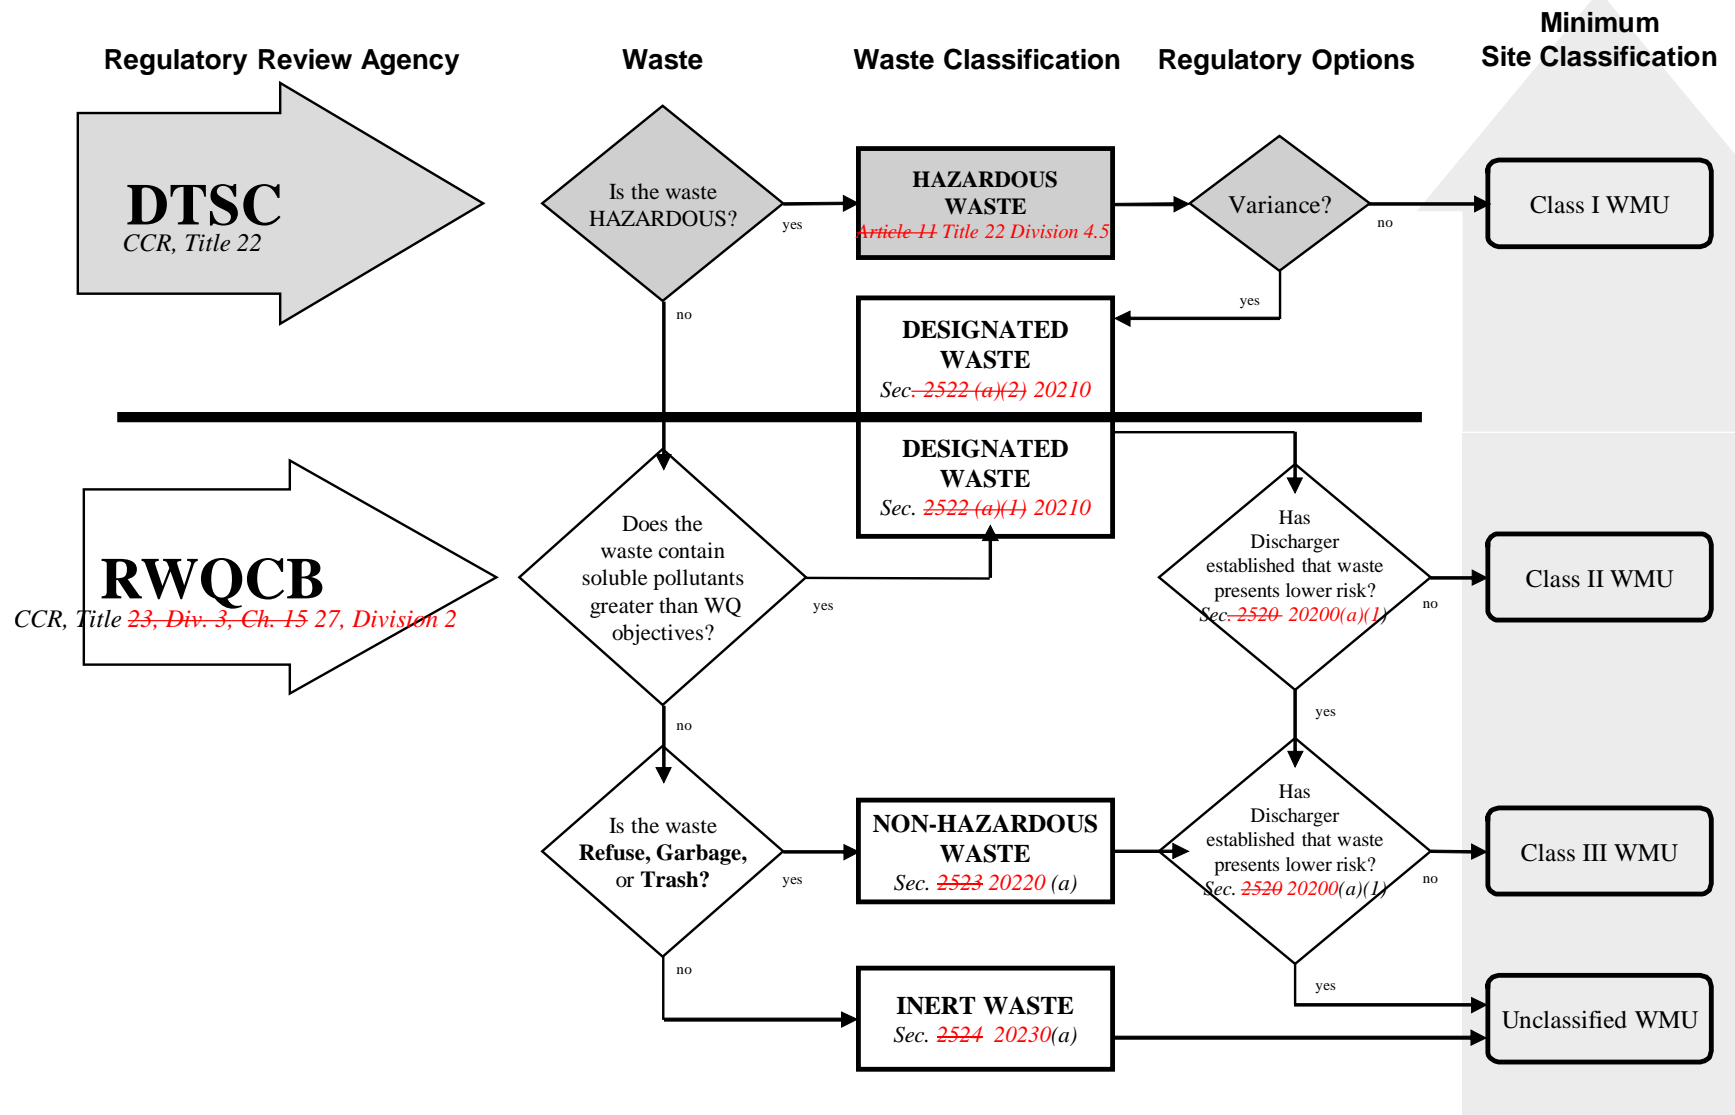 Regulatory Review Agency
Waste
Waste Classification
Regulatory Options
Minimum
Site Classification
DTSC
CCR, Title 22
Is the waste
HAZARDOUS?
yes
no
HAZARDOUS
WASTE
Article 11 Title 22 Division 4.5
Variance?
no
yes
Class I WMU
DESIGNATED
WASTE
Sec. 2522 (a)(2) 20210
DESIGNATED
WASTE
Sec. 2522 (a)(1) 20210
RWQCB
CCR, Title 23, Div. 3, Ch. 15 27, Division 2
Does the
waste contain
soluble pollutants
greater than WQ
objectives?
yes
no
Has
Discharger
established that waste
presents lower risk?
Sec. 2520 20200(a)(1)
no
yes
Class II WMU
Is the waste
Refuse, Garbage,
or Trash?
yes
no
NON-HAZARDOUS
WASTE
Sec. 2523 20220 (a)
Has
Discharger
established that waste
presents lower risk?
Sec. 2520 20200(a)(1)
no
yes
Class III WMU
INERT WASTE
Sec. 2524 20230(a)
Unclassified WMU